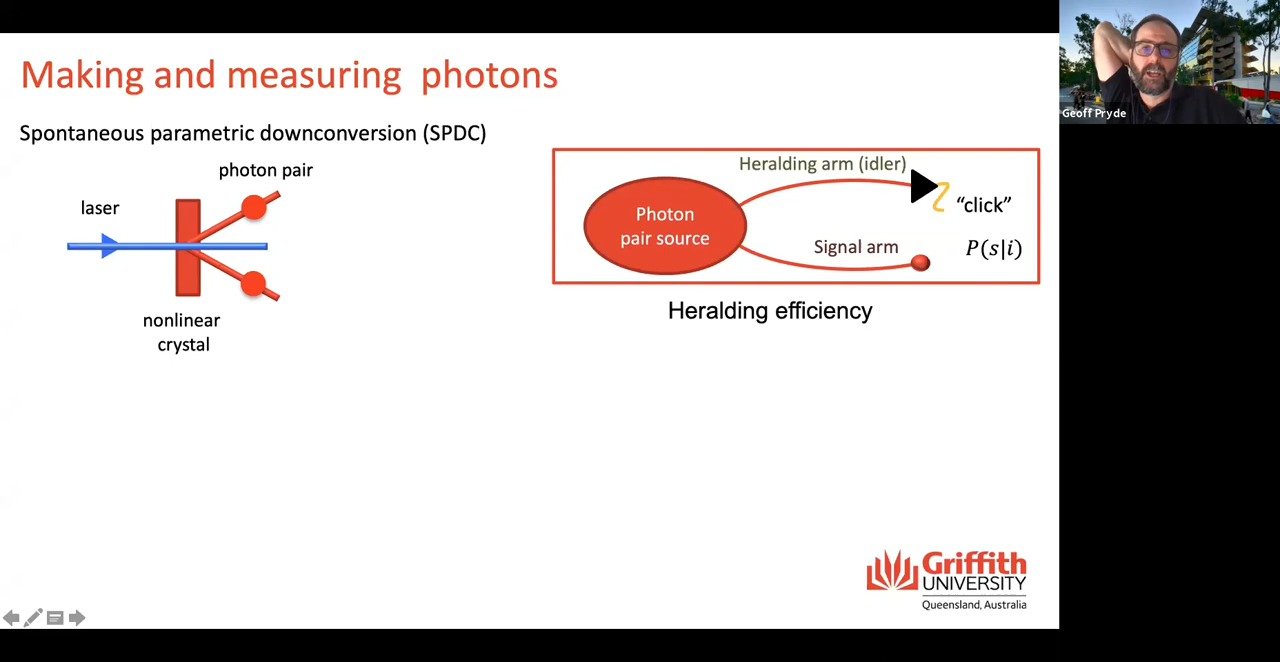 Making and measuring photons
Spontaneous parametric downconversion (SPDC)
photon pair
laser
nonlinear
crystal
Heralding arm (idler)
Photon
pair source
"click"
Signal arm
P(s|i)
Heralding efficiency
Griffith
UNIVERSITY
Queensland, Australia
Geoff Pryde